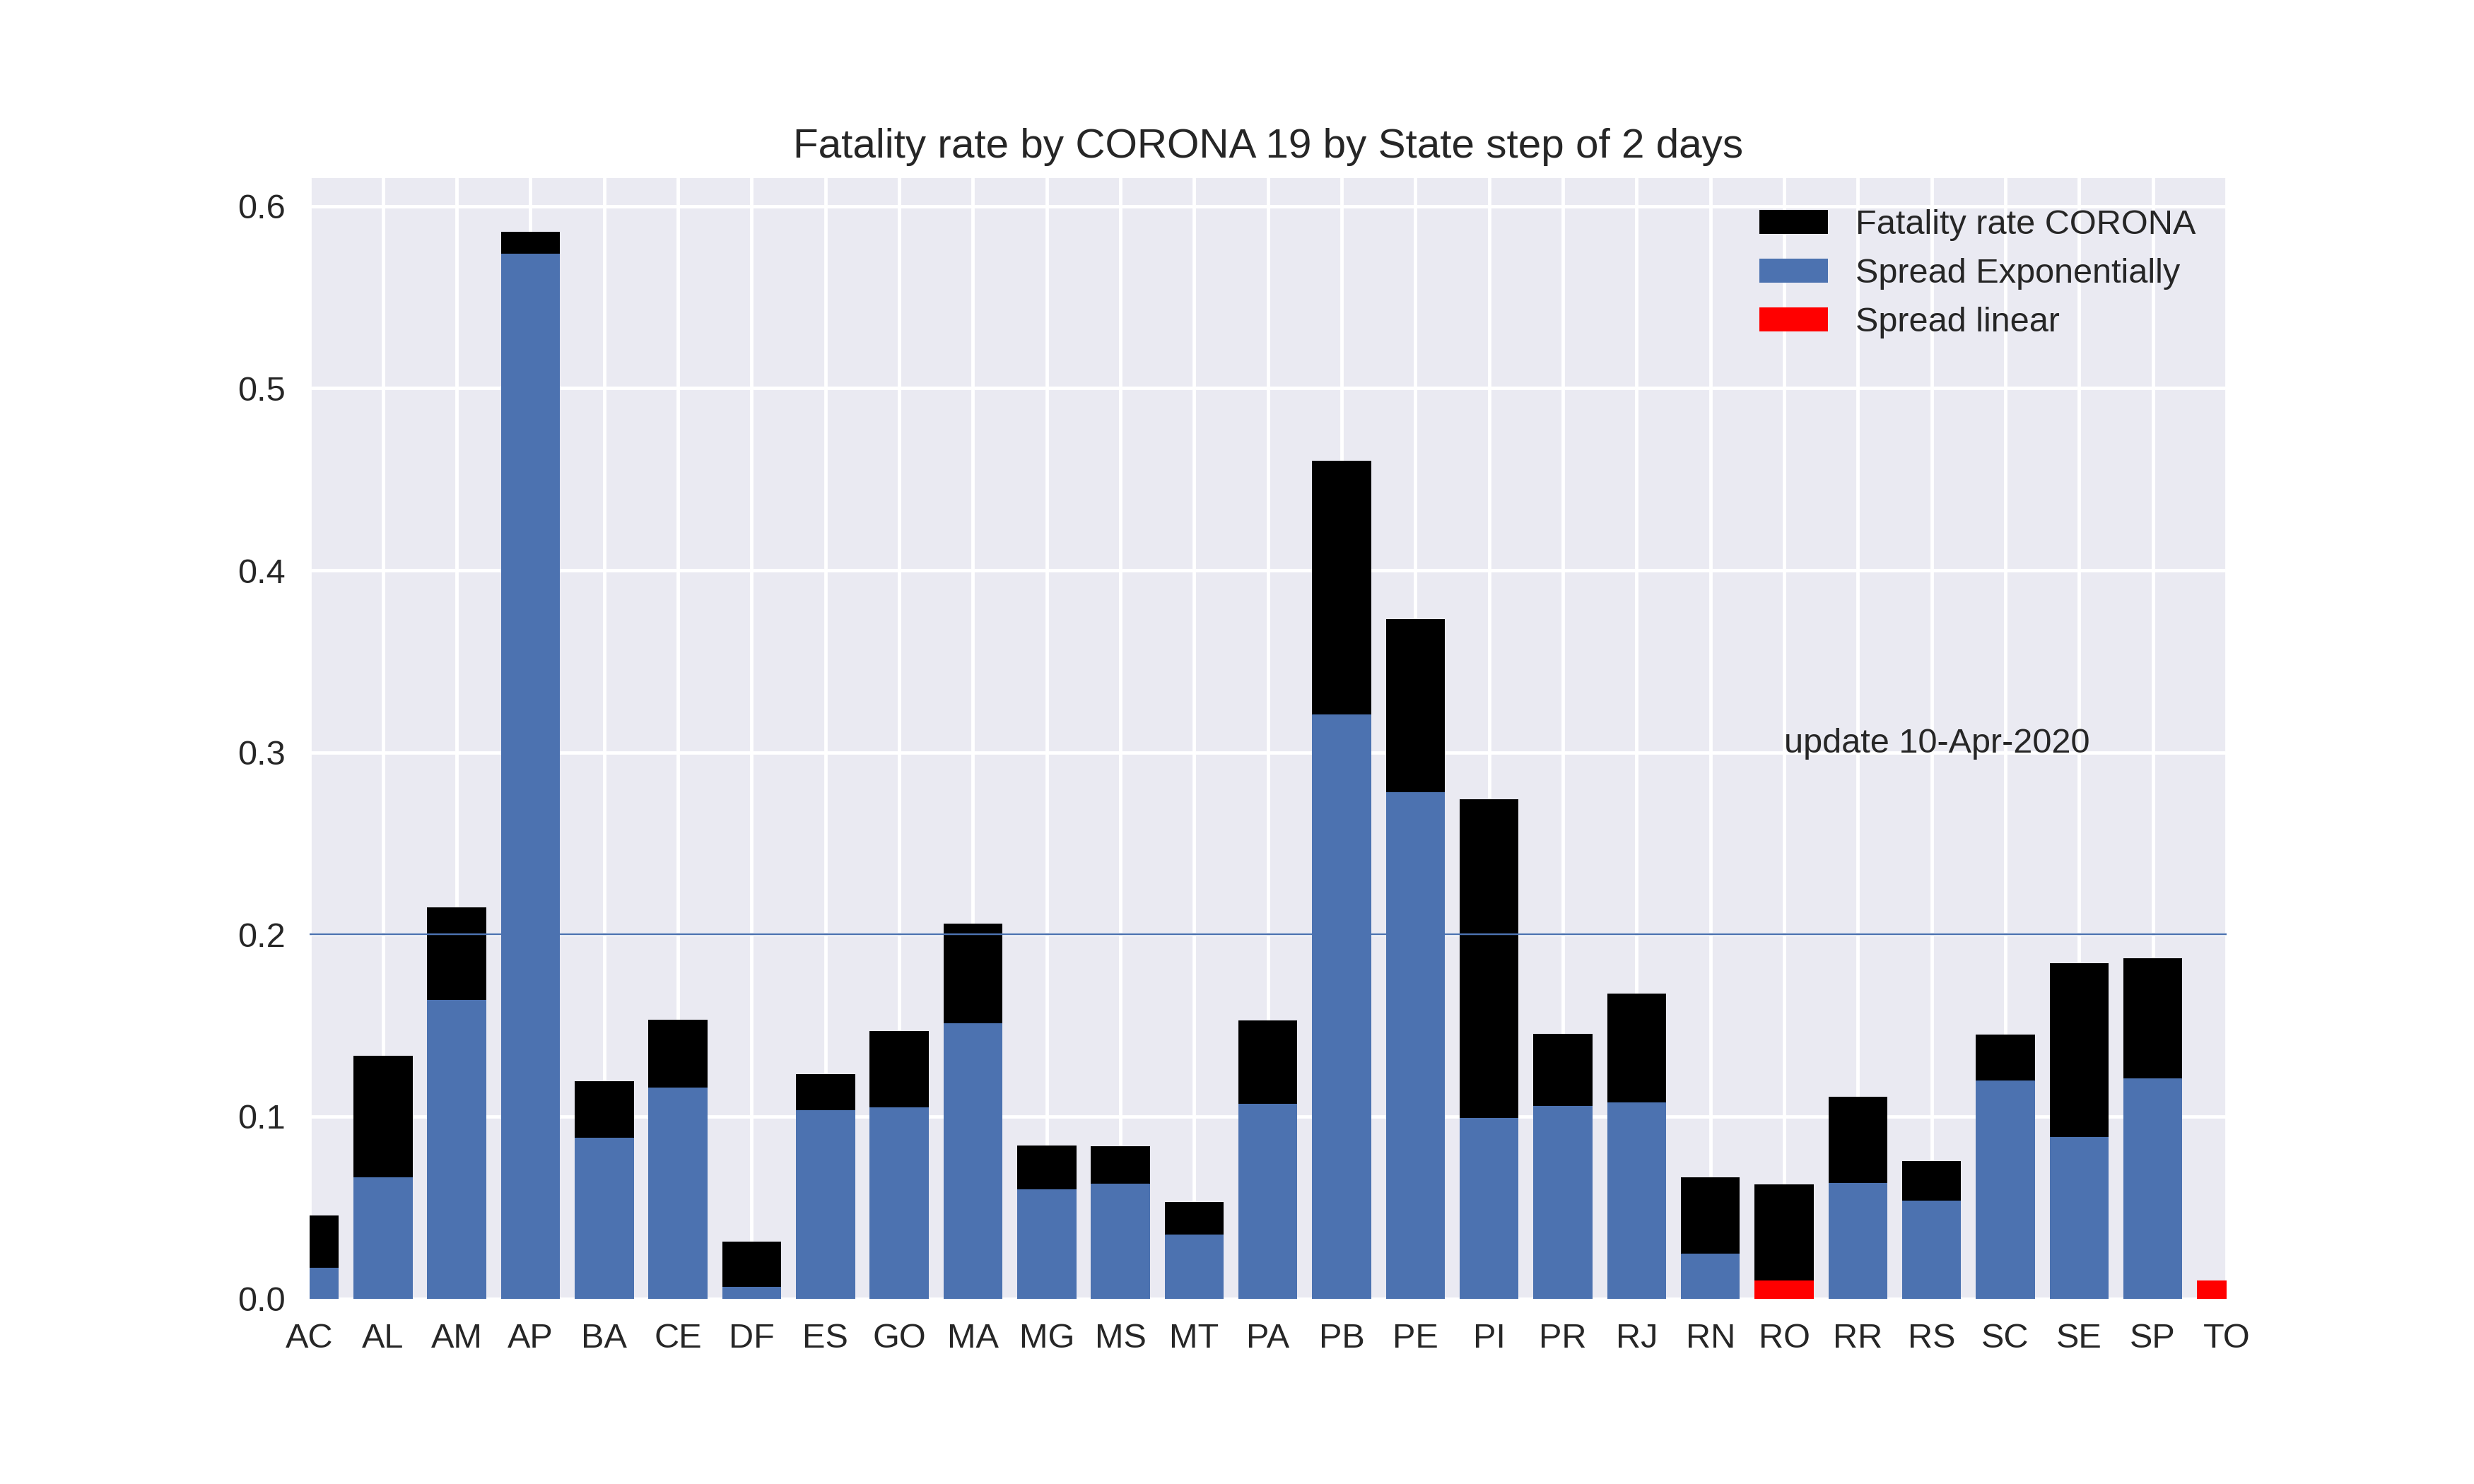 Fatality rate by CORONA 19 by State step of 2 days
0.6
Fatality rate CORONA
Spread Exponentially
Spread linear
0.5
0.4
0.3
update 10-Apr-2020
0.2
0.1
0.0
AC AL AM AP BA CE DF ES GO MA MG MS MT PA PB PE PI PR RJ RN RO RR RS SC SE SP TO